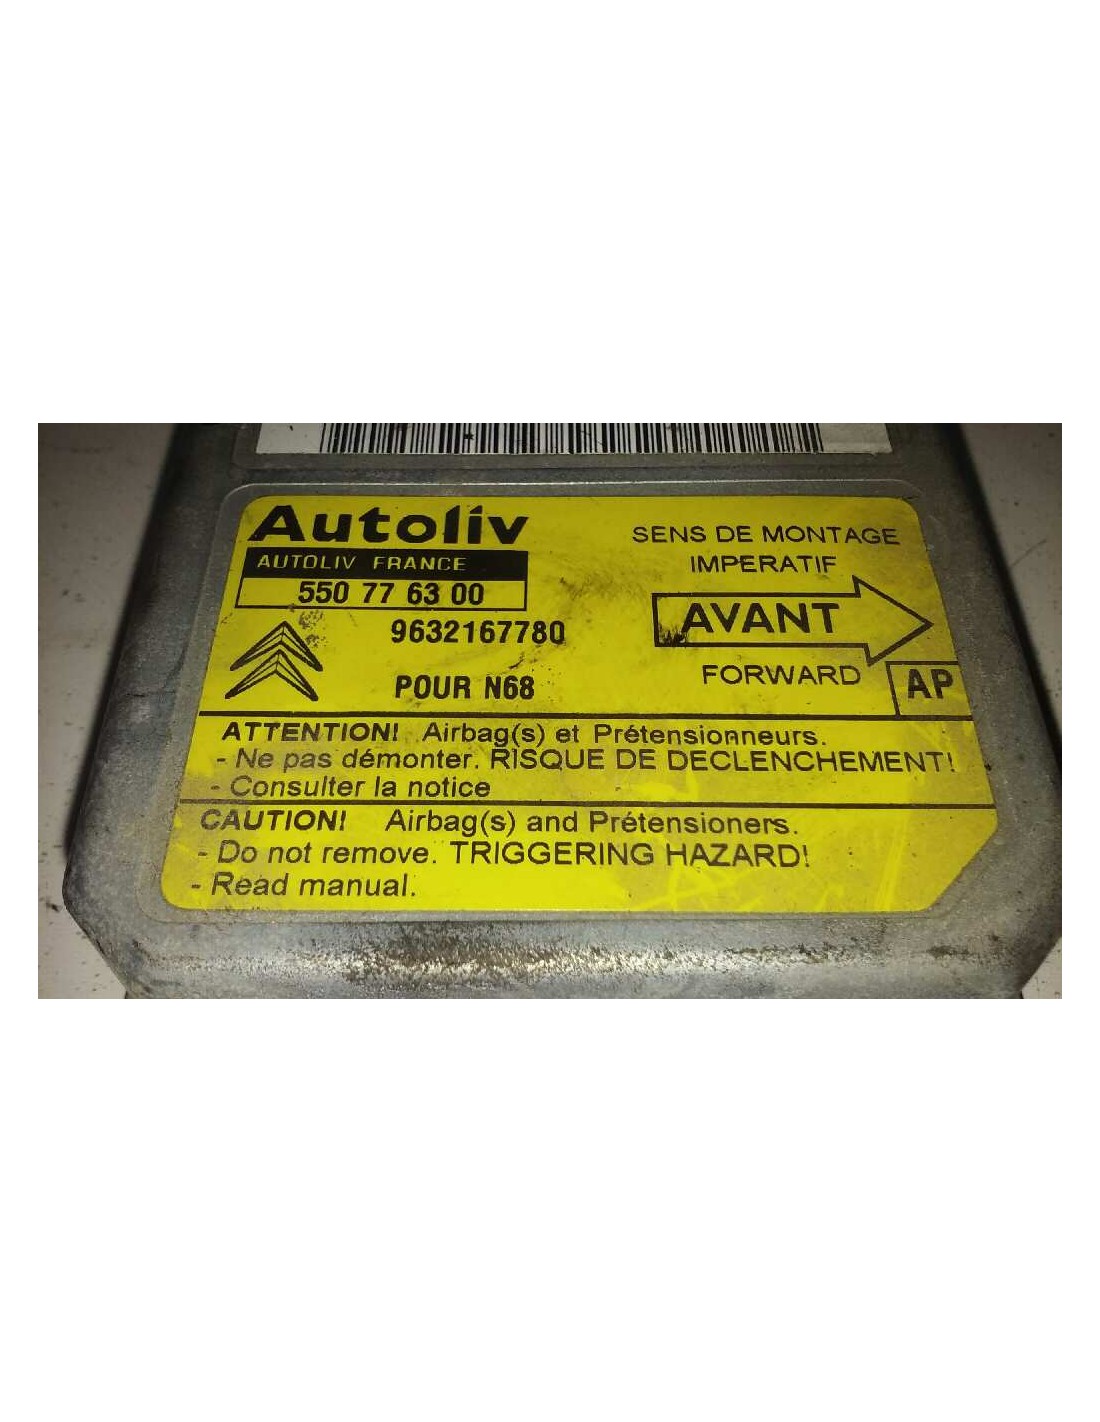 Autoliv
AUTOLIV FRANCE
550 77 63 00
9632167780
POUR N68
SENS DE MONTAGE
IMPERATIF
AVANT
FORWARD
AP
ATTENTION! Airbag(s) et Prétensionneurs.
- Ne pas démonter. RISQUE DE DECLENCHEMENT!
- Consulter la notice
CAUTION! Airbag(s) and Prétensioners.
- Do not remove. TRIGGERING HAZARD!
- Read manual.